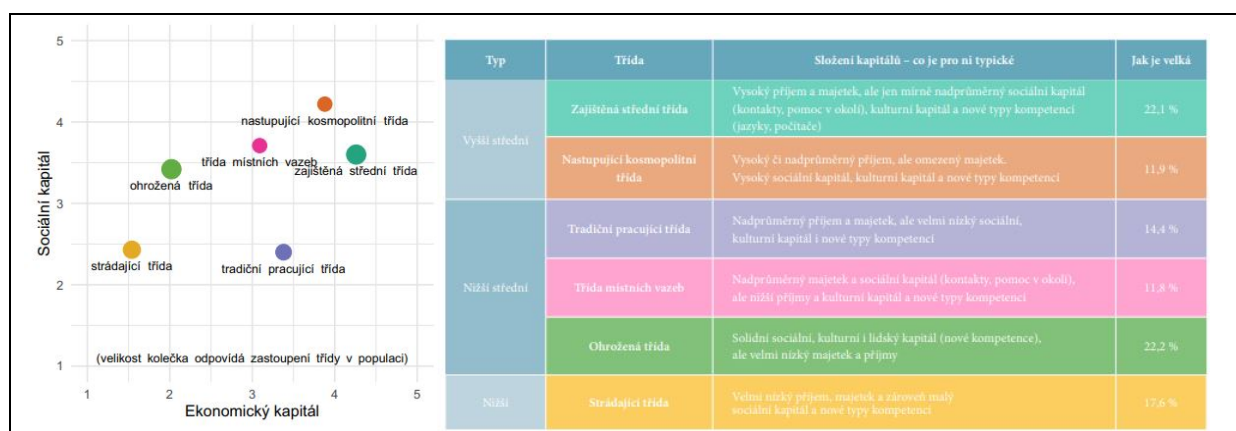 5
4
3
2
1
Sociální kapitál
nastupující kosmopolitní třída
třída místních vazeb
zajištěná střední třída
ohrožená třída
strádající třída
tradiční pracující třída
(velikost kolečka odpovídá zastoupení třídy v populaci)
1 2 3 4 5
Ekonomický kapitál
Typ Třída Složení kapitálů – co je pro ni typické Jak je velká
Vyšší střední
Zajištěná střední třída
Vysoký příjem a majetek, ale jen mírně nadprůměrný sociální kapitál
(kontakty, pomoc v okolí), kulturní kapitál a nové typy kompetencí
(jazyky, počítače)
22,1 %
Nastupující kosmopolitní
třída
Vysoký či nadprůměrný příjem, ale omezený majetek.
Vysoký sociální kapitál, kulturní kapitál a nové typy kompetencí
11,9 %
Nižší střední
Tradiční pracující třída
Nadprůměrný příjem a majetek, ale velmi nízký sociální,
kulturní kapitál i nové typy kompetencí
14,4 %
Třída místních vazeb
Nadprůměrný majetek a sociální kapitál (kontakty, pomoc v okolí),
ale nižší příjmy a kulturní kapitál a nové typy kompetencí
11,8 %
Ohrožená třída
Solidní sociální, kulturní i lidský kapitál (nové kompetence),
ale velmi nízký majetek a příjmy
22,2 %
Nižší
Strádající třída
Velmi nízký příjem, majetek a zároveň malý
sociální kapitál a nové typy kompetencí
17,6 %